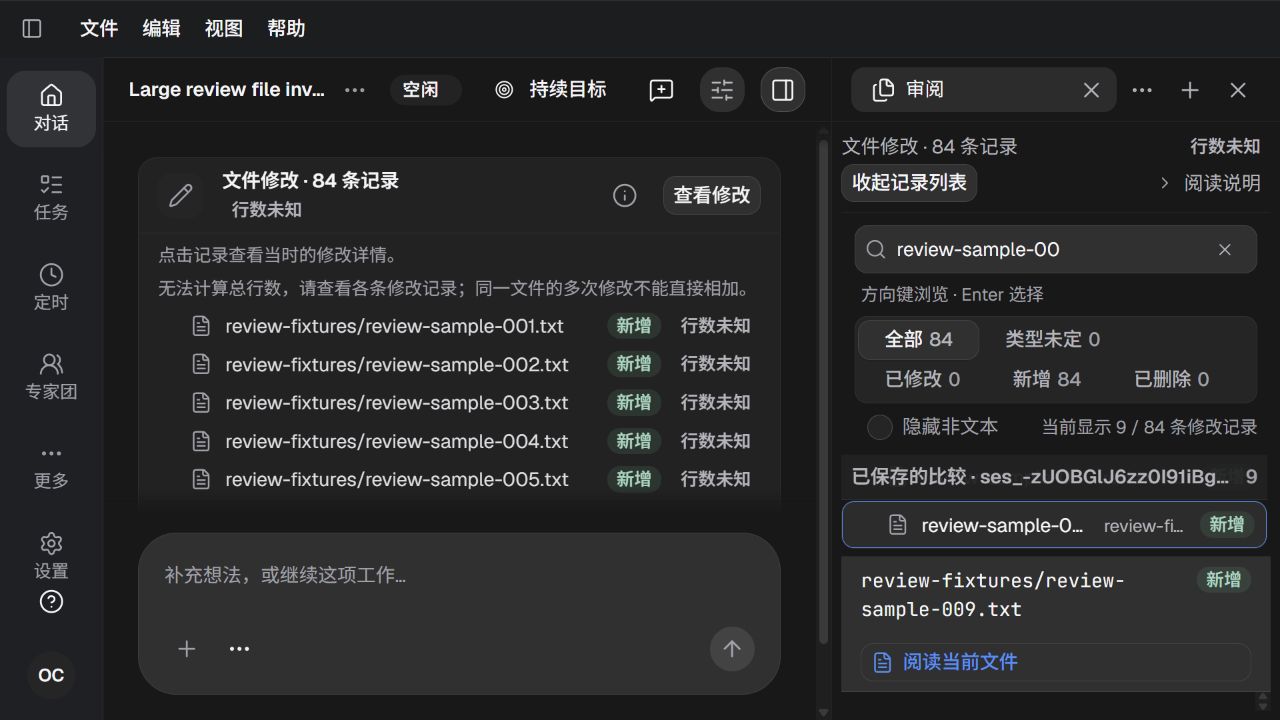 文件 编辑 视图 帮助
对话
任务
定时
专家团
更多
设置
OC
Large review file inv... 空闲 持续目标
文件修改 · 84 条记录
行数未知
查看修改
点击记录查看当时的修改详情。
无法计算总行数，请查看各条修改记录；同一文件的多次修改不能直接相加。
review-fixtures/review-sample-001.txt 新增 行数未知
review-fixtures/review-sample-002.txt 新增 行数未知
review-fixtures/review-sample-003.txt 新增 行数未知
review-fixtures/review-sample-004.txt 新增 行数未知
review-fixtures/review-sample-005.txt 新增 行数未知
补充想法，或继续这项工作...
审阅
文件修改 · 84 条记录 行数未知
收起记录列表 阅读说明
review-sample-00
方向键浏览 · Enter 选择
全部 84 类型未定 0
已修改 0 新增 84 已删除 0
隐藏非文本 当前显示 9 / 84 条修改记录
已保存的比较 · ses_-zUOBGlJ6zz0I91iBg... 9
review-sample-0... review-fi... 新增
review-fixtures/review- 新增
sample-009.txt
阅读当前文件